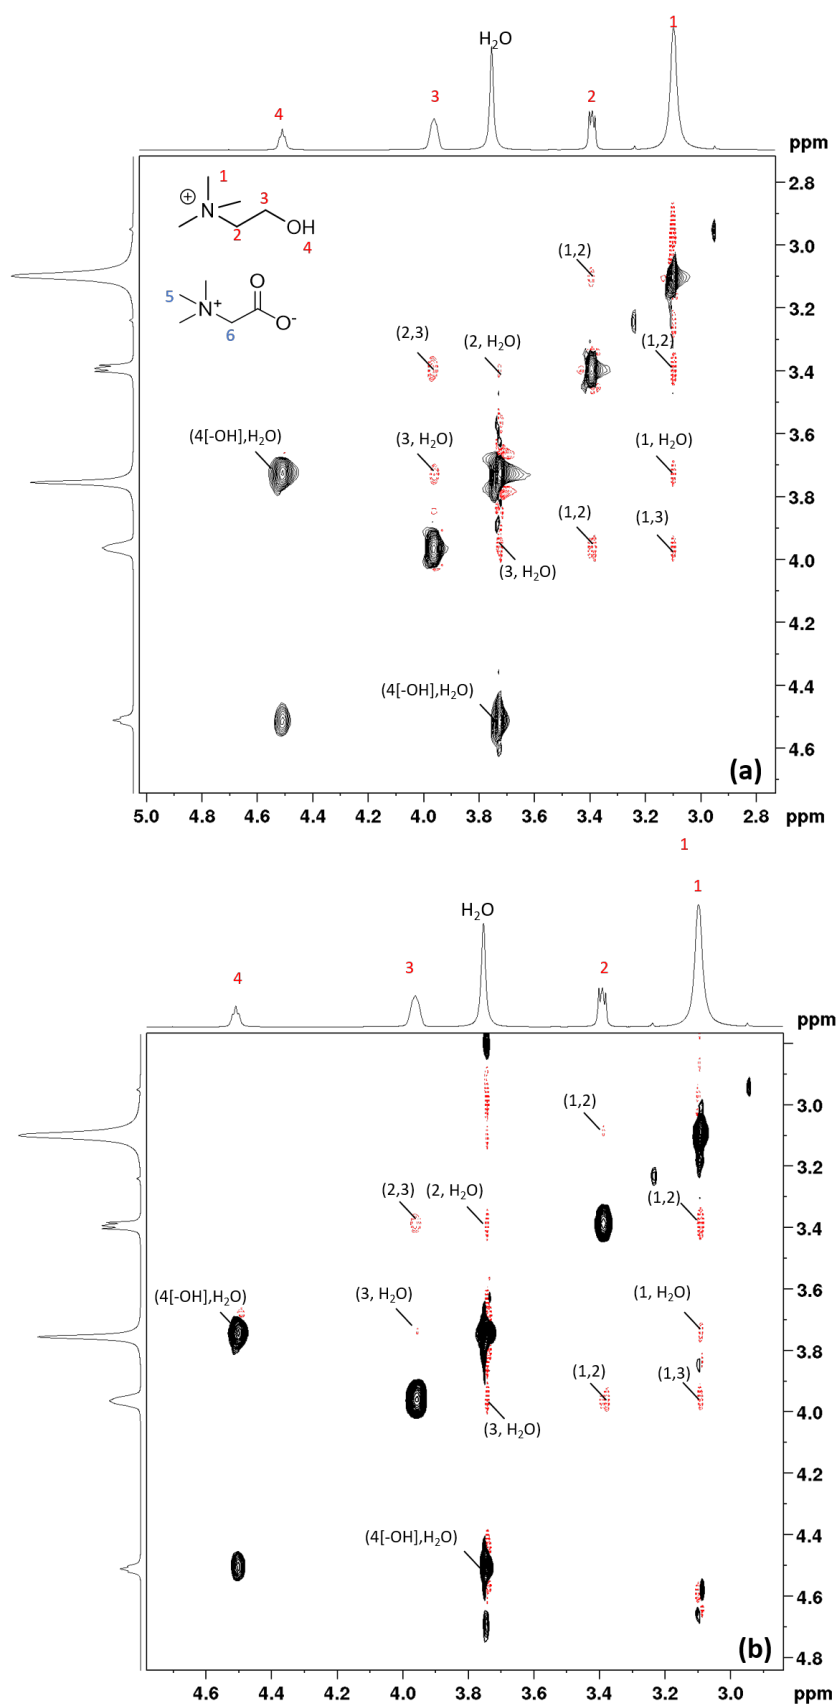 1
H₂O
4
3
2
ppm
1
3
N
⊕
OH
2
4
O
5
N⁺
O⁻
6
(1,2)
(2,3)
(2, H₂O)
(1,2)
(4[-OH],H₂O)
(3, H₂O)
(1, H₂O)
(1,2)
(1,3)
(3, H₂O)
(4[-OH],H₂O)
(a)
2.8
3.0
3.2
3.4
3.6
3.8
4.0
4.2
4.4
4.6
5.0 4.8 4.6 4.4 4.2 4.0 3.8 3.6 3.4 3.2 3.0 2.8 ppm
1
1
H₂O
4
3
2
ppm
(1,2)
(2,3)
(2, H₂O)
(1,2)
(4[-OH],H₂O)
(3, H₂O)
(1, H₂O)
(1,2)
(1,3)
(3, H₂O)
(4[-OH],H₂O)
(b)
3.0
3.2
3.4
3.6
3.8
4.0
4.2
4.4
4.6
4.8
4.6 4.4 4.2 4.0 3.8 3.6 3.4 3.2 3.0 ppm